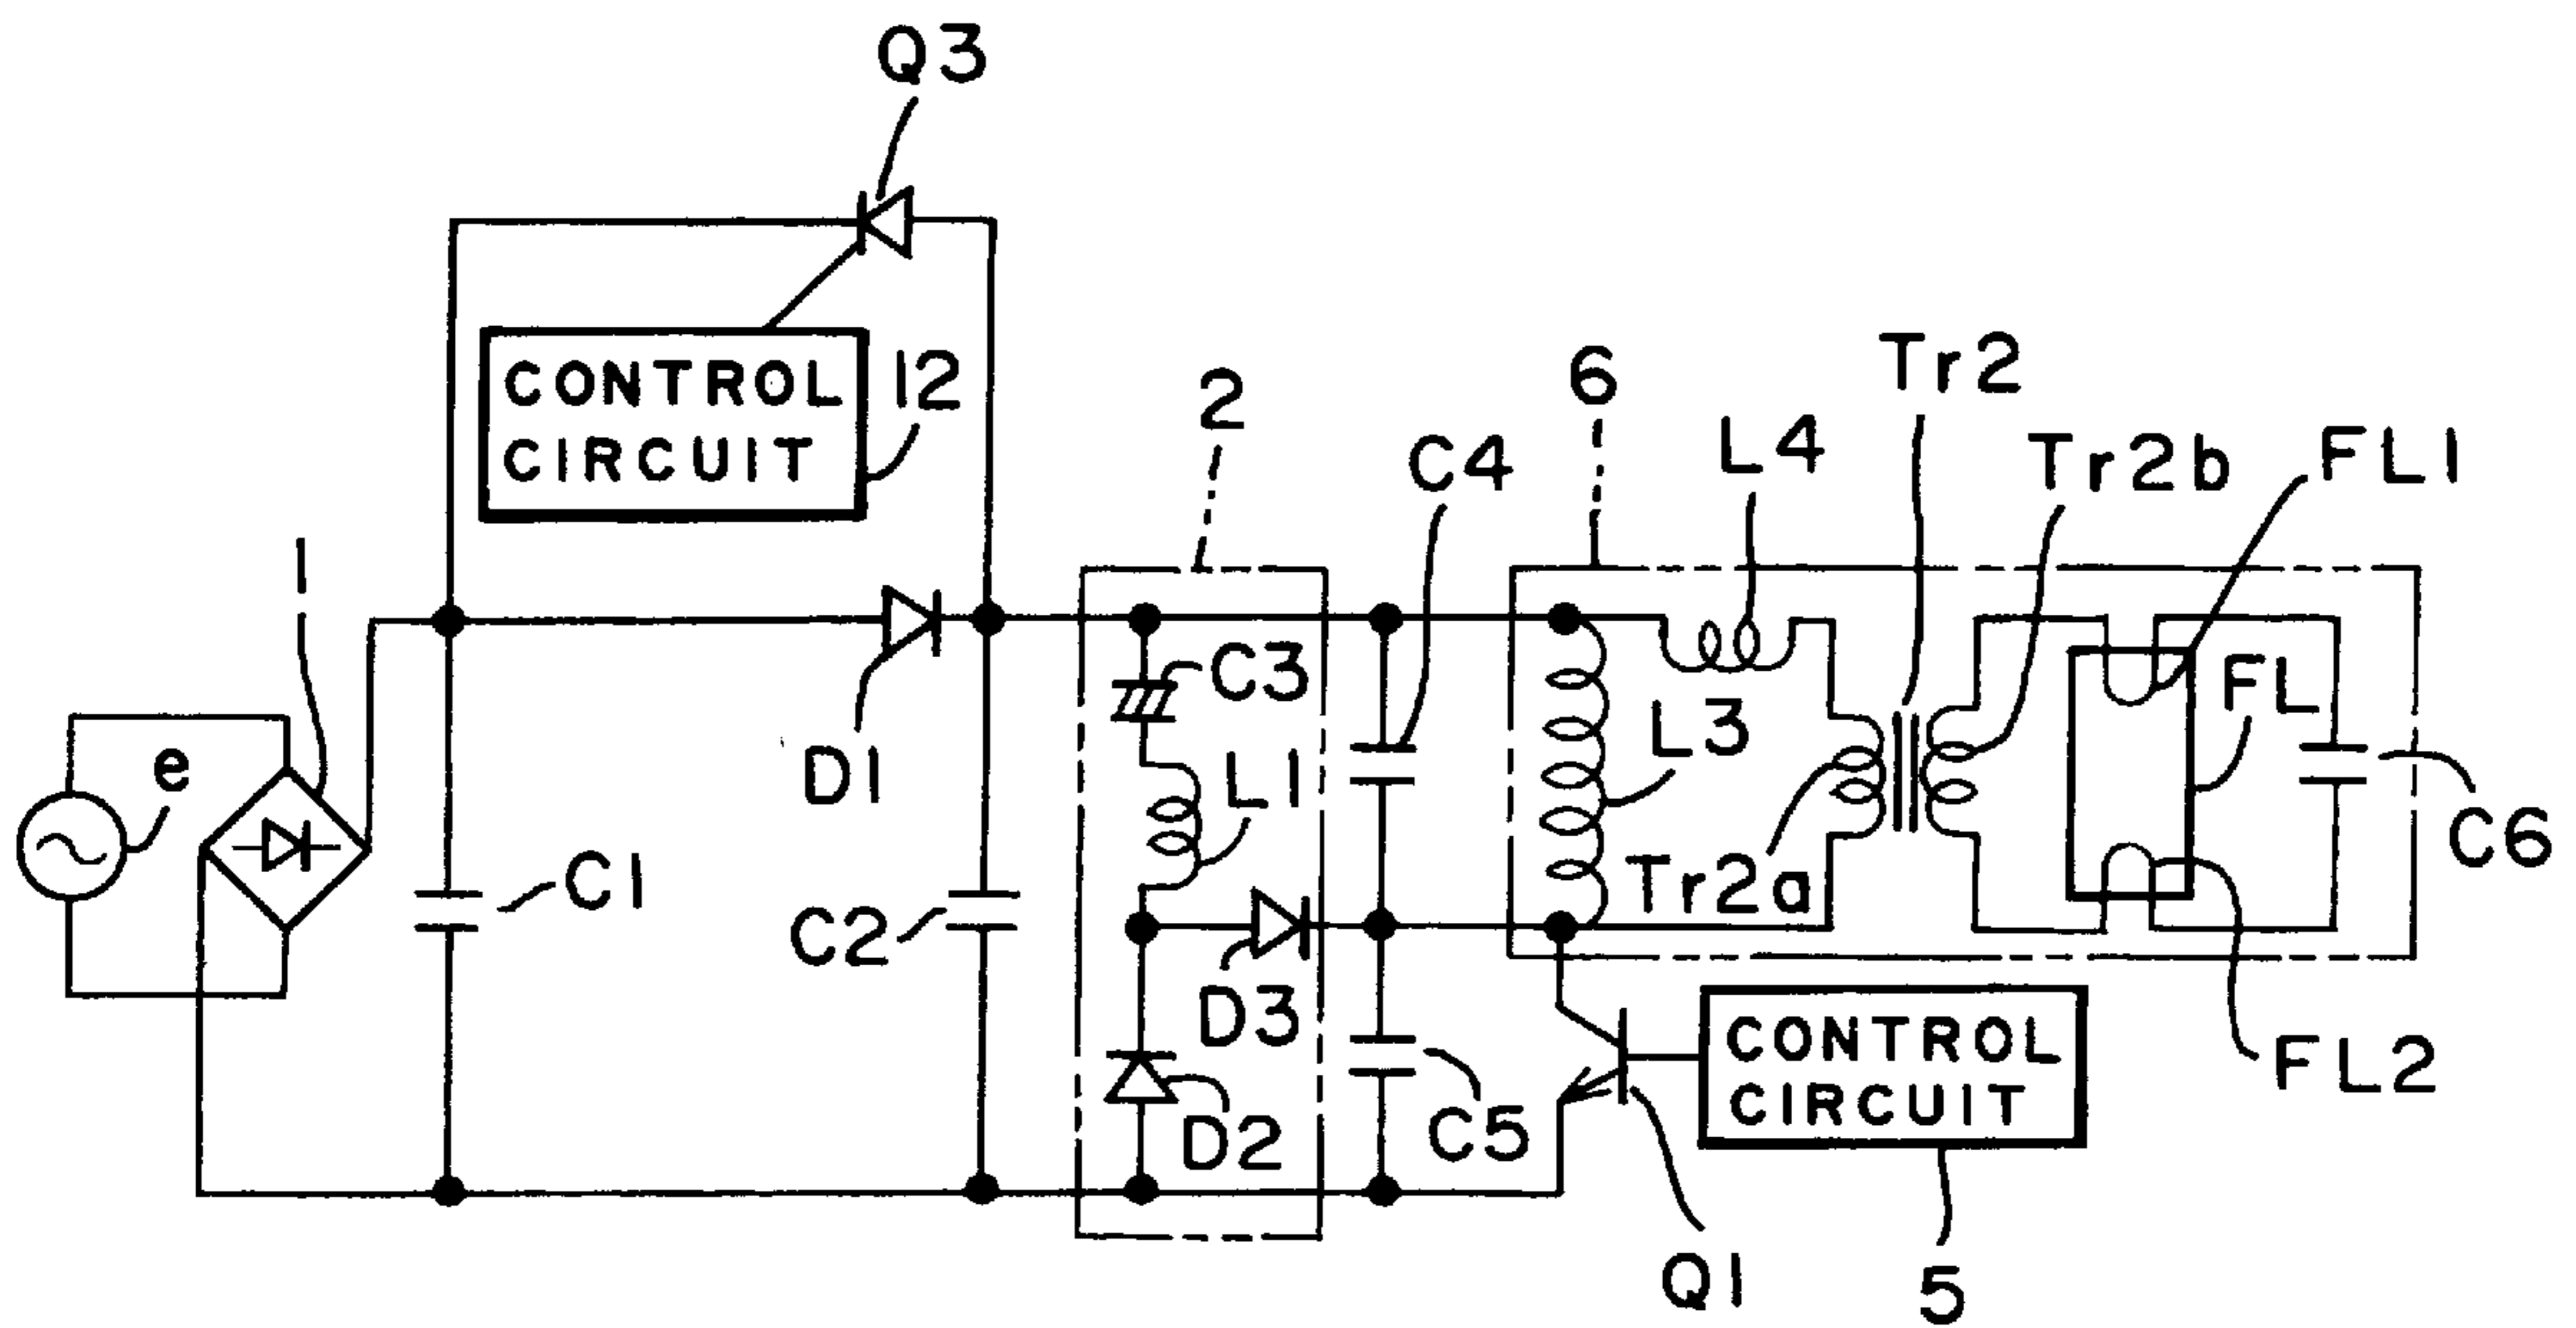 Q3
CONTROL
CIRCUIT
12
2
6
Tr2
C4
L4
Tr2b
FL1
1
e
C1
D1
C2
C3
L1
D3
D2
C5
L3
Tr2a
FL
C6
FL2
CONTROL
CIRCUIT
Q1
5